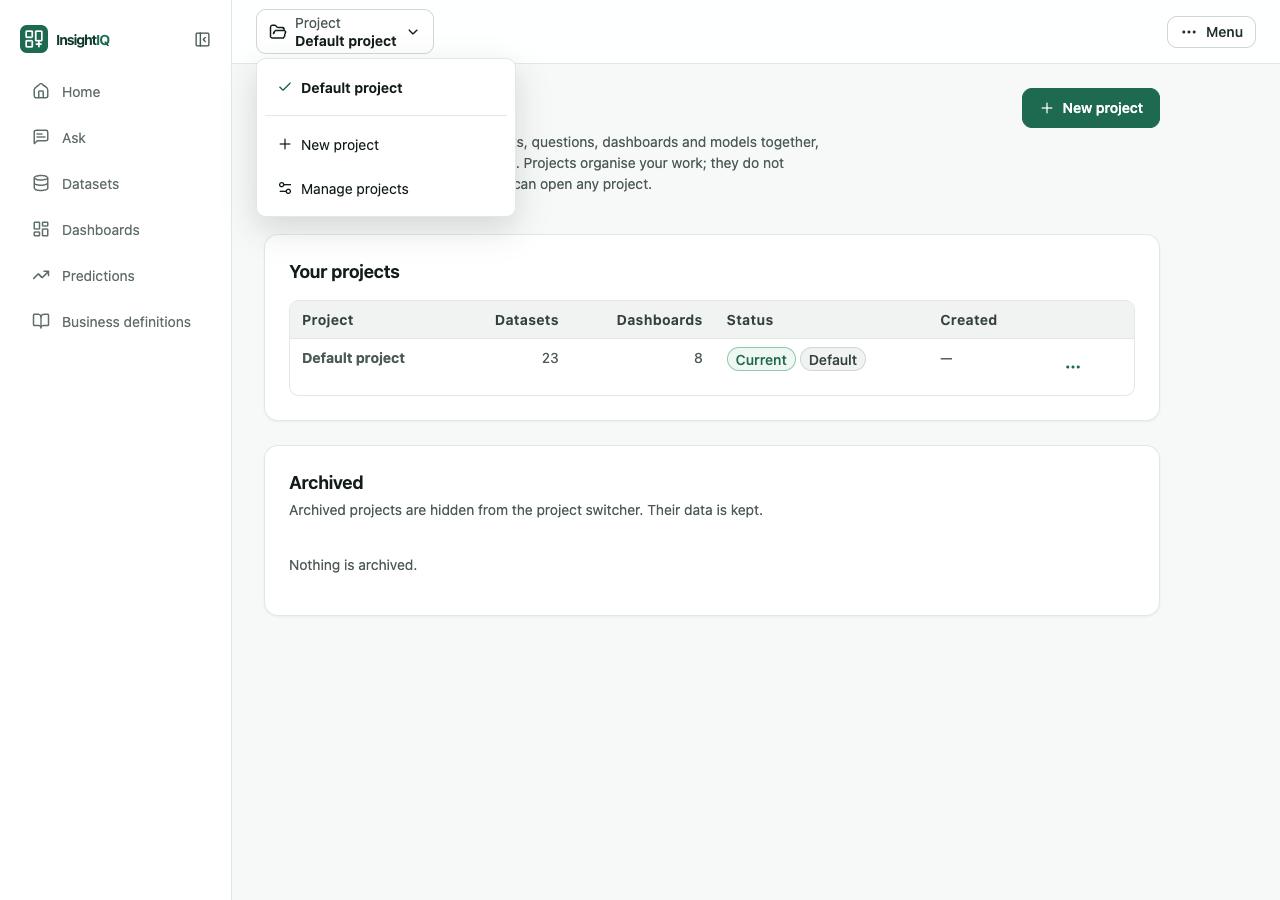 InsightIQ
Project
Default project
Menu
Home
Ask
Datasets
Dashboards
Predictions
Business definitions
Default project
New project
Manage projects
New project
s, questions, dashboards and models together,
. Projects organise your work; they do not
can open any project.
Your projects
Project Datasets Dashboards Status Created
Default project 23 8 Current Default —
Archived
Archived projects are hidden from the project switcher. Their data is kept.
Nothing is archived.